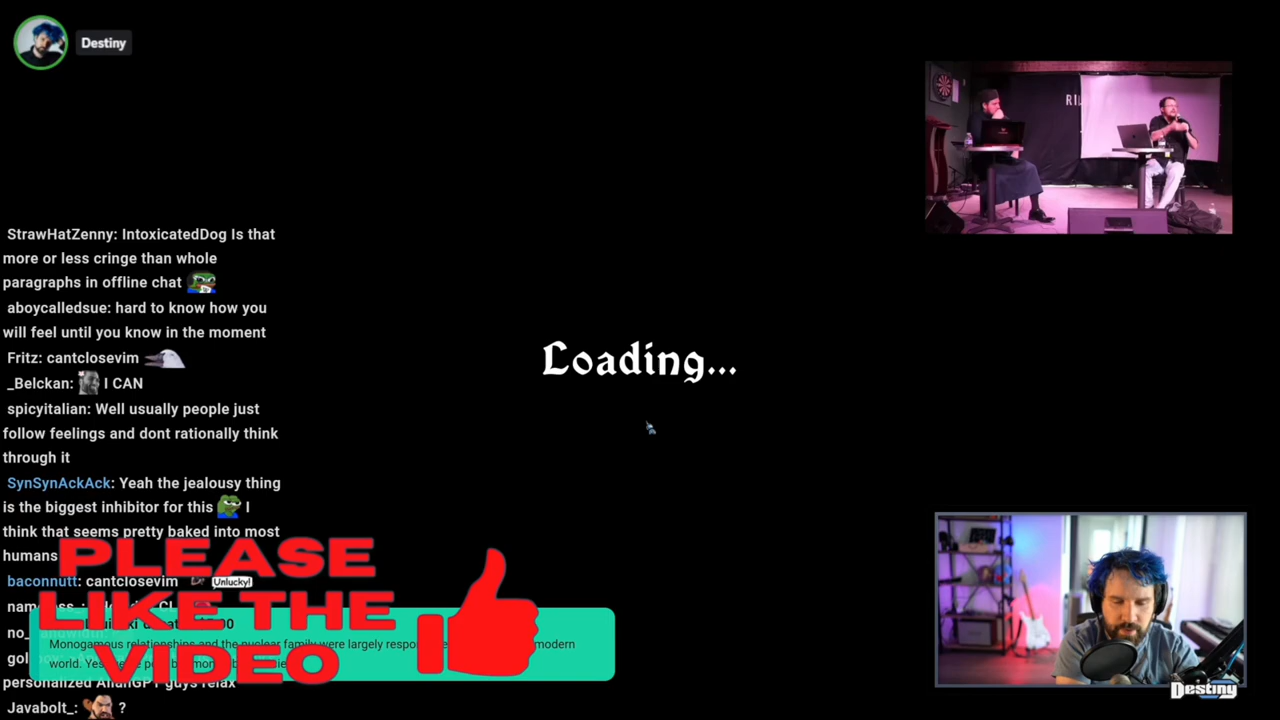 Destiny
RI
StrawHatZenny: IntoxicatedDog Is that
more or less cringe than whole
paragraphs in offline chat
aboycalledsue: hard to know how you
will feel until you know in the moment
Fritz: cantclosevim
_Belckan: I CAN
spicyitalian: Well usually people just
follow feelings and dont rationally think
through it
SynSynAckAck: Yeah the jealousy thing
is the biggest inhibitor for this I
think that seems pretty baked into most
humans
baconnutt: cantclosevim Unlucky!
Loading...
PLEASE
LIKE THE
VIDEO
Monogamous relationships and the nuclear family were largely modern
world.
personalized guys relax
Javabolt_: ?
Destiny